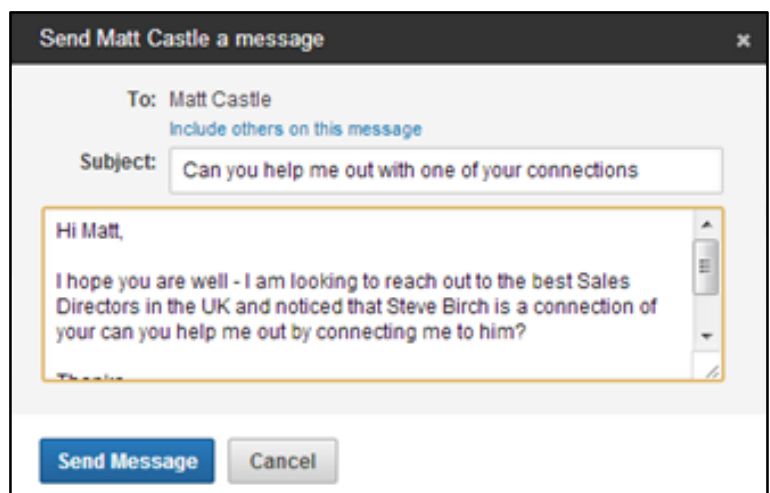 Send Matt Castle a message ×
To: Matt Castle
Include others on this message
Subject: Can you help me out with one of your connections
Hi Matt,
I hope you are well - I am looking to reach out to the best Sales
Directors in the UK and noticed that Steve Birch is a connection of
your can you help me out by connecting me to him?
Thanks
Send Message Cancel